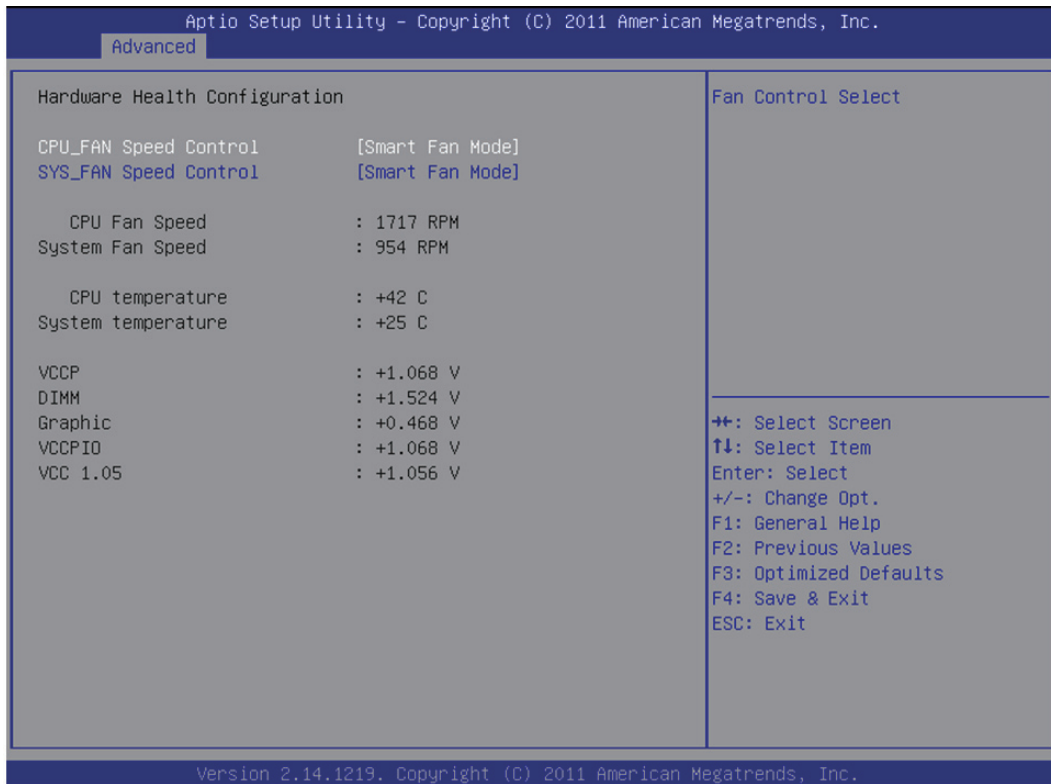 Aptio Setup Utility – Copyright (C) 2011 American Megatrends, Inc.
Advanced
Hardware Health Configuration
CPU_FAN Speed Control [Smart Fan Mode]
SYS_FAN Speed Control [Smart Fan Mode]
CPU Fan Speed : 1717 RPM
System Fan Speed : 954 RPM
CPU temperature : +42 C
System temperature : +25 C
VCCP : +1.068 V
DIMM : +1.524 V
Graphic : +0.468 V
VCCPIO : +1.068 V
VCC 1.05 : +1.056 V
Fan Control Select
→←: Select Screen
↑↓: Select Item
Enter: Select
+/-: Change Opt.
F1: General Help
F2: Previous Values
F3: Optimized Defaults
F4: Save & Exit
ESC: Exit
Version 2.14.1219. Copyright (C) 2011 American Megatrends, Inc.